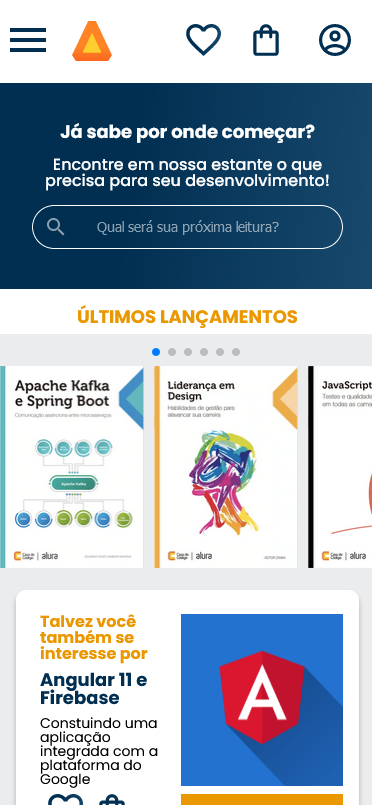 Já sabe por onde começar?
Encontre em nossa estante o que
precisa para seu desenvolvimento!
Qual será sua próxima leitura?
ÚLTIMOS LANÇAMENTOS
Apache Kafka
e Spring Boot
Comunicação assíncrona entre microsserviços
Apache Kafka
Casa do
Código
alura
Liderança em
Design
Habilidades de gestão para
alavancar sua carreira
Casa do
Código
alura
JavaScript
Testes e qualidade
em todas as cama
Casa do
Código
alura
Talvez você
também se
interesse por
Angular 11 e
Firebase
Constuindo uma
aplicação
integrada com a
plataforma do
Google